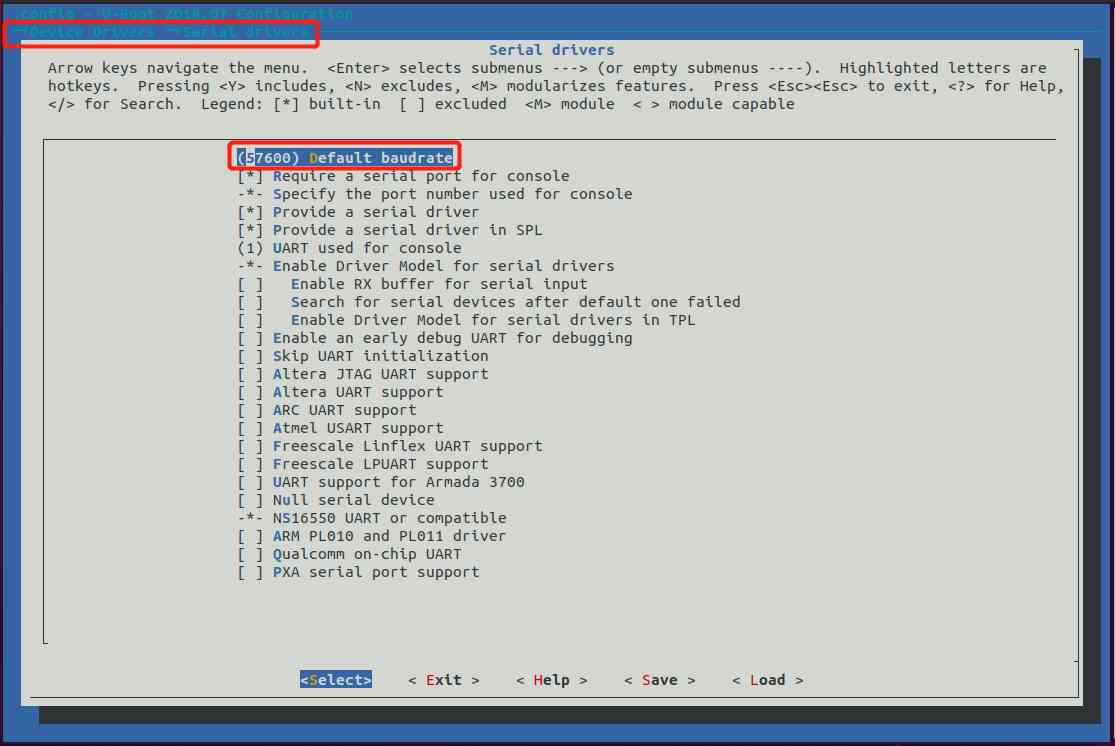 .config - U-Boot 2018.07 Configuration
→Device Drivers →Serial drivers
Serial drivers
Arrow keys navigate the menu.  <Enter> selects submenus ---> (or empty submenus ----).  Highlighted letters are
hotkeys.  Pressing <Y> includes, <N> excludes, <M> modularizes features.  Press <Esc><Esc> to exit, <?> for Help,
</> for Search.  Legend: [*] built-in  [ ] excluded  <M> module  < > module capable
(57600) Default baudrate
[*] Require a serial port for console
-*- Specify the port number used for console
[*] Provide a serial driver
[*] Provide a serial driver in SPL
(1) UART used for console
-*- Enable Driver Model for serial drivers
[ ]   Enable RX buffer for serial input
[ ]   Search for serial devices after default one failed
[ ]   Enable Driver Model for serial drivers in TPL
[ ] Enable an early debug UART for debugging
[ ] Skip UART initialization
[ ] Altera JTAG UART support
[ ] Altera UART support
[ ] ARC UART support
[ ] Atmel USART support
[ ] Freescale Linflex UART support
[ ] Freescale LPUART support
[ ] UART support for Armada 3700
[ ] Null serial device
-*- NS16550 UART or compatible
[ ] ARM PL010 and PL011 driver
[ ] Qualcomm on-chip UART
[ ] PXA serial port support
<Select>    < Exit >    < Help >    < Save >    < Load >